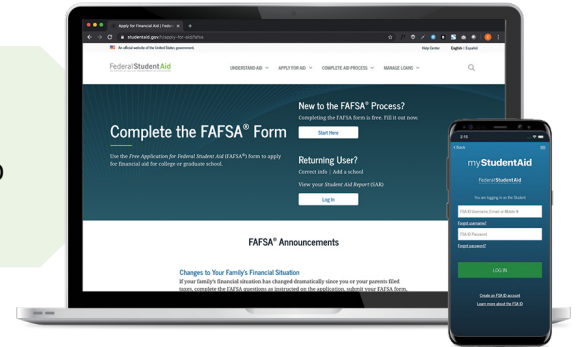 Apply for Financial Aid | Federal
studentaid.gov/h/apply-for-aid/fafsa
An official website of the United States government.
Help Center English | Español
Federal Student Aid
UNDERSTAND AID APPLY FOR AID COMPLETE AID PROCESS MANAGE LOANS
New to the FAFSA® Process?
Completing the FAFSA form is free. Fill it out now.
Start Here
Complete the FAFSA® Form
Use the Free Application for Federal Student Aid (FAFSA®) form to apply
for financial aid for college or graduate school.
Returning User?
Correct info | Add a school
View your Student Aid Report (SAR)
Log In
FAFSA® Announcements
Changes to Your Family's Financial Situation
If your family's financial situation has changed dramatically since you or your parents filed
taxes, complete the FAFSA questions as instructed on the application, submit your FAFSA form,
2:15
Back
myStudentAid
Federal Student Aid
You are logging in as the Student
FSA ID Username, Email, or Mobile #
Forgot username?
FSA ID Password
Forgot password?
LOG IN
Create an FSA ID account
Learn more about the FSA ID